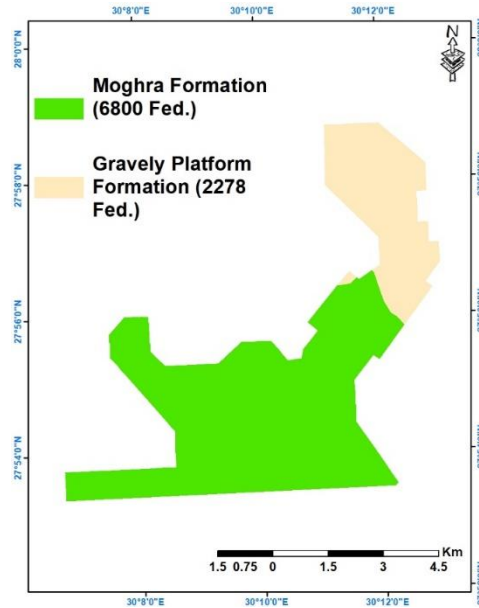 30°8'0"E 30°10'0"E 30°12'0"E
N
28°0'0"N
Moghra Formation
(6800 Fed.)
Gravely Platform
Formation (2278
Fed.)
27°58'0"N
27°56'0"N
27°54'0"N
Km
1.5 0.75 0 1.5 3 4.5
30°8'0"E 30°10'0"E 30°12'0"E